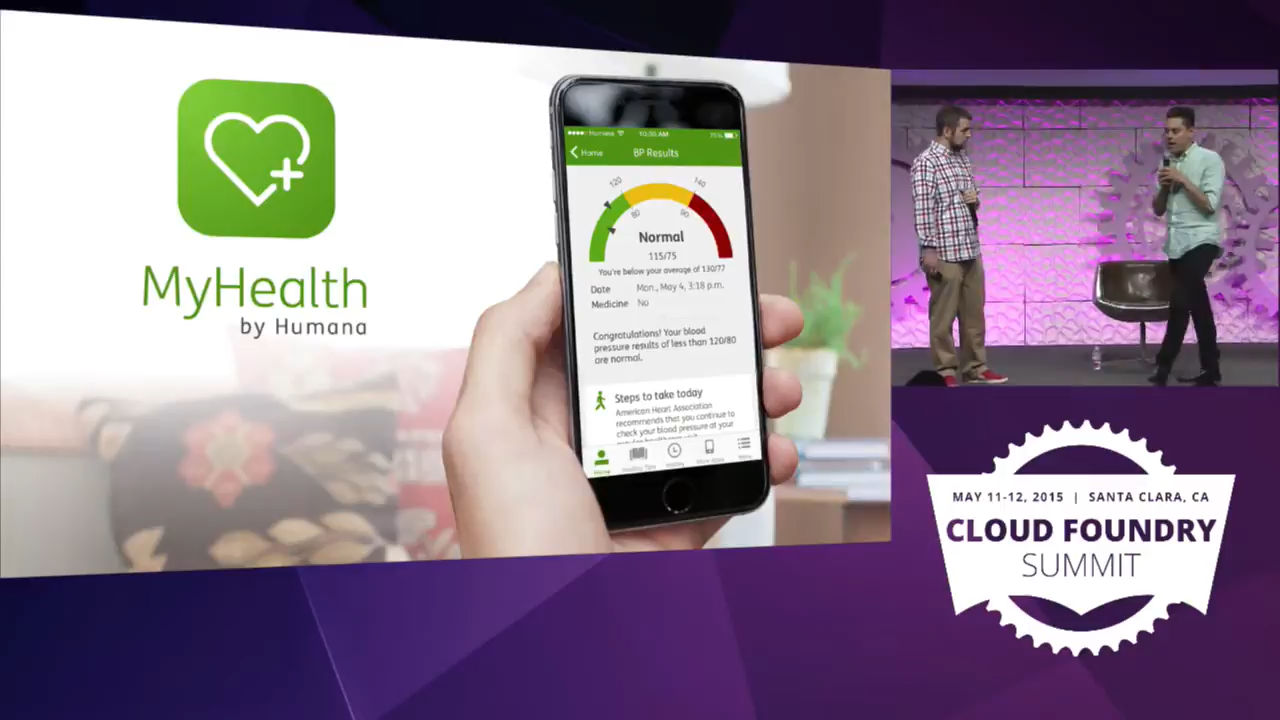 MyHealth
by Humana
Humana
10:30 AM
Home
BP Results
120
140
80
90
Normal
115/75
You're below your average of 130/77
Date Mon., May 4, 3:18 p.m.
Medicine No
Congratulations! Your blood
pressure results of less than 120/80
are normal.
Steps to take today
American Heart Association
recommends that you continue to
check your blood pressure at your
Home
MAY 11-12, 2015 | SANTA CLARA, CA
CLOUD FOUNDRY
SUMMIT